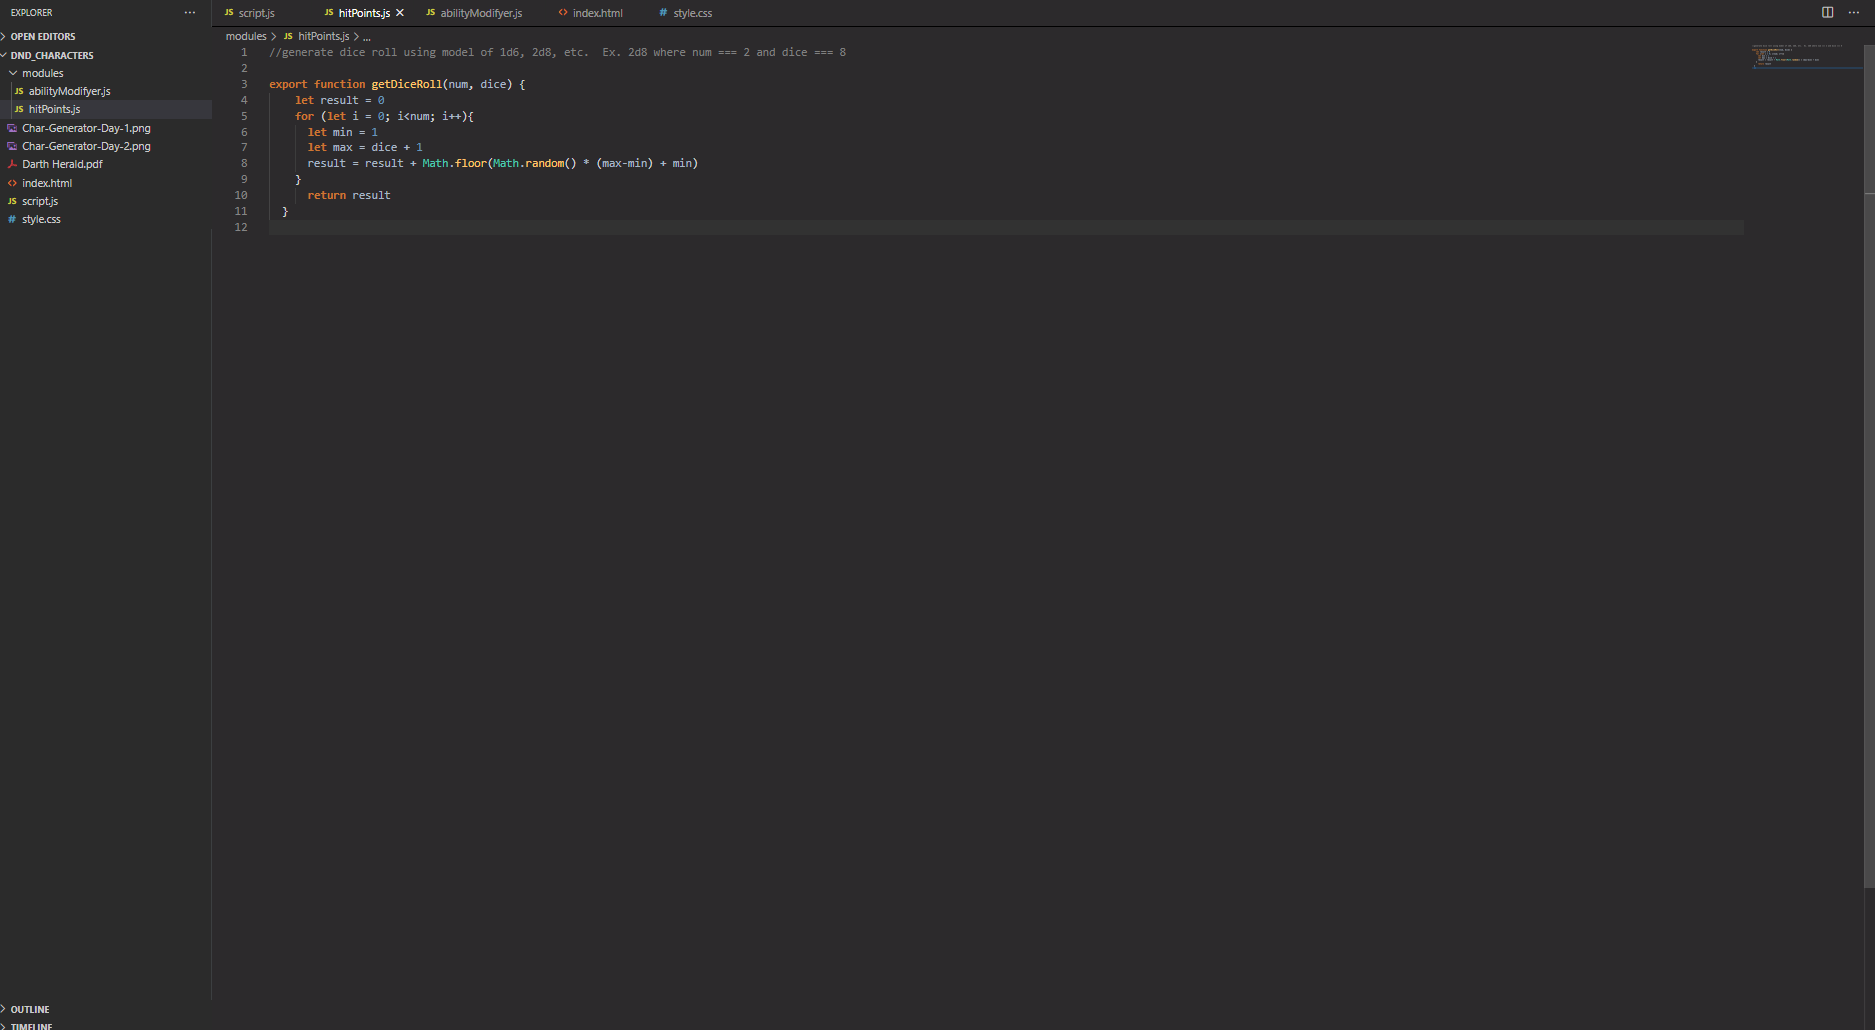 EXPLORER ...
OPEN EDITORS
DND_CHARACTERS
modules
JS abilityModifyer.js
JS hitPoints.js
Char-Generator-Day-1.png
Char-Generator-Day-2.png
Darth Herald.pdf
<> index.html
JS script.js
# style.css
OUTLINE
TIMELINE
JS script.js JS hitPoints.js × JS abilityModifyer.js <> index.html # style.css ...
modules > JS hitPoints.js > ...
1 //generate dice roll using model of 1d6, 2d8, etc.  Ex. 2d8 where num === 2 and dice === 8
2
3 export function getDiceRoll(num, dice) {
4     let result = 0
5     for (let i = 0; i<num; i++){
6       let min = 1
7       let max = dice + 1
8       result = result + Math.floor(Math.random() * (max-min) + min)
9     }
10       return result
11   }
12